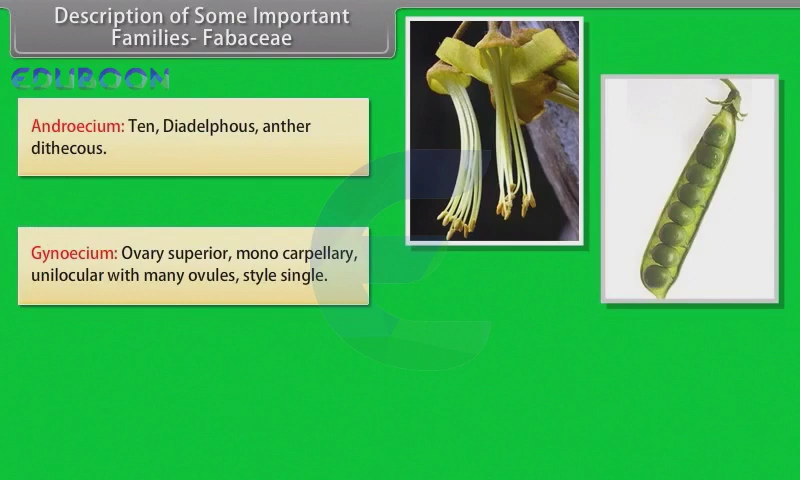 Description of Some Important
Families- Fabaceae
EDUBOON
Androecium: Ten, Diadelphous, anther
dithecous.
Gynoecium: Ovary superior, mono carpellary,
unilocular with many ovules, style single.